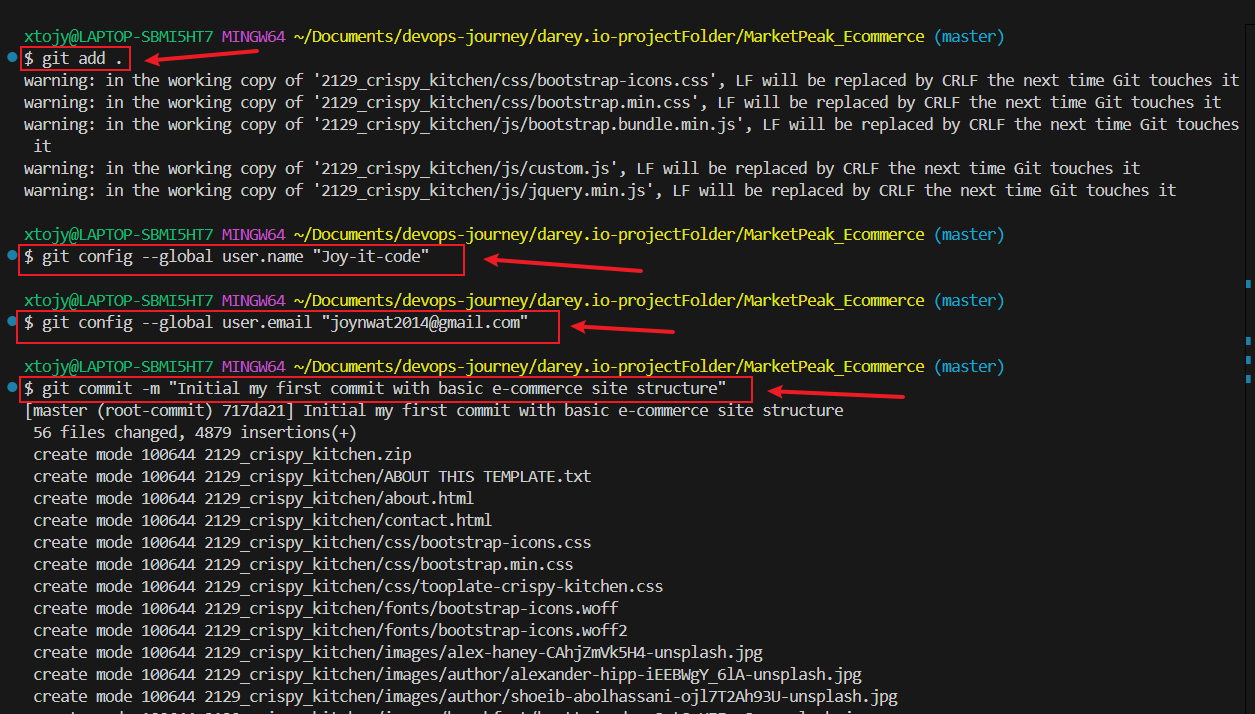 xtojy@LAPTOP-SBMI5HT7 MINGW64 ~/Documents/devops-journey/darey.io-projectFolder/MarketPeak_Ecommerce (master)
$ git add .
warning: in the working copy of '2129_crispy_kitchen/css/bootstrap-icons.css', LF will be replaced by CRLF the next time Git touches it
warning: in the working copy of '2129_crispy_kitchen/css/bootstrap.min.css', LF will be replaced by CRLF the next time Git touches it
warning: in the working copy of '2129_crispy_kitchen/js/bootstrap.bundle.min.js', LF will be replaced by CRLF the next time Git touches
it
warning: in the working copy of '2129_crispy_kitchen/js/custom.js', LF will be replaced by CRLF the next time Git touches it
warning: in the working copy of '2129_crispy_kitchen/js/jquery.min.js', LF will be replaced by CRLF the next time Git touches it
xtojy@LAPTOP-SBMI5HT7 MINGW64 ~/Documents/devops-journey/darey.io-projectFolder/MarketPeak_Ecommerce (master)
$ git config --global user.name "Joy-it-code"
xtojy@LAPTOP-SBMI5HT7 MINGW64 ~/Documents/devops-journey/darey.io-projectFolder/MarketPeak_Ecommerce (master)
$ git config --global user.email "joynwat2014@gmail.com"
xtojy@LAPTOP-SBMI5HT7 MINGW64 ~/Documents/devops-journey/darey.io-projectFolder/MarketPeak_Ecommerce (master)
$ git commit -m "Initial my first commit with basic e-commerce site structure"
[master (root-commit) 717da21] Initial my first commit with basic e-commerce site structure
56 files changed, 4879 insertions(+)
create mode 100644 2129_crispy_kitchen.zip
create mode 100644 2129_crispy_kitchen/ABOUT THIS TEMPLATE.txt
create mode 100644 2129_crispy_kitchen/about.html
create mode 100644 2129_crispy_kitchen/contact.html
create mode 100644 2129_crispy_kitchen/css/bootstrap-icons.css
create mode 100644 2129_crispy_kitchen/css/bootstrap.min.css
create mode 100644 2129_crispy_kitchen/css/tooplate-crispy-kitchen.css
create mode 100644 2129_crispy_kitchen/fonts/bootstrap-icons.woff
create mode 100644 2129_crispy_kitchen/fonts/bootstrap-icons.woff2
create mode 100644 2129_crispy_kitchen/images/alex-haney-CAhjZmVk5H4-unsplash.jpg
create mode 100644 2129_crispy_kitchen/images/author/alexander-hipp-iEEBWgY_6lA-unsplash.jpg
create mode 100644 2129_crispy_kitchen/images/author/shoeib-abolhassani-ojl7T2Ah93U-unsplash.jpg